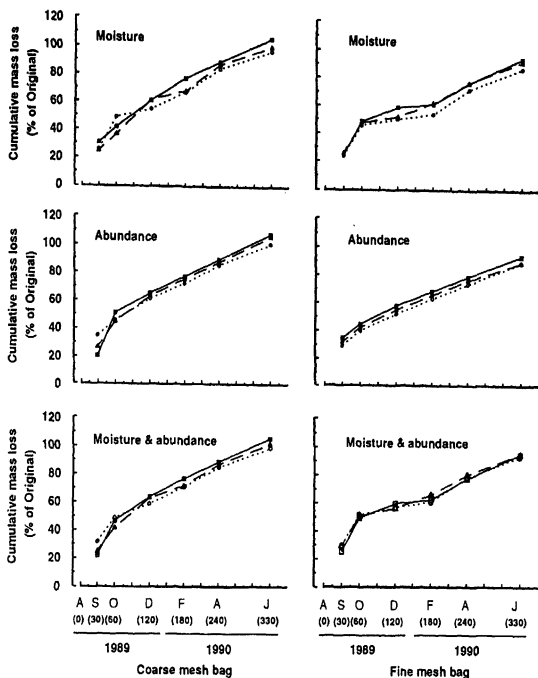 Cumulative mass loss
(% of Original)
120
100
80
60
40
20
0
Moisture
Moisture
Cumulative mass loss
(% of Original)
120
100
80
60
40
20
0
Abundance
Abundance
Cumulative mass loss
(% of Original)
120
100
80
60
40
20
0
Moisture & abundance
Moisture & abundance
A S O D F A J
(0) (30)(60) (120) (180) (240) (330)
1989 1990
Coarse mesh bag
A S O D F A J
(0) (30)(60) (120) (180) (240) (330)
1989 1990
Fine mesh bag